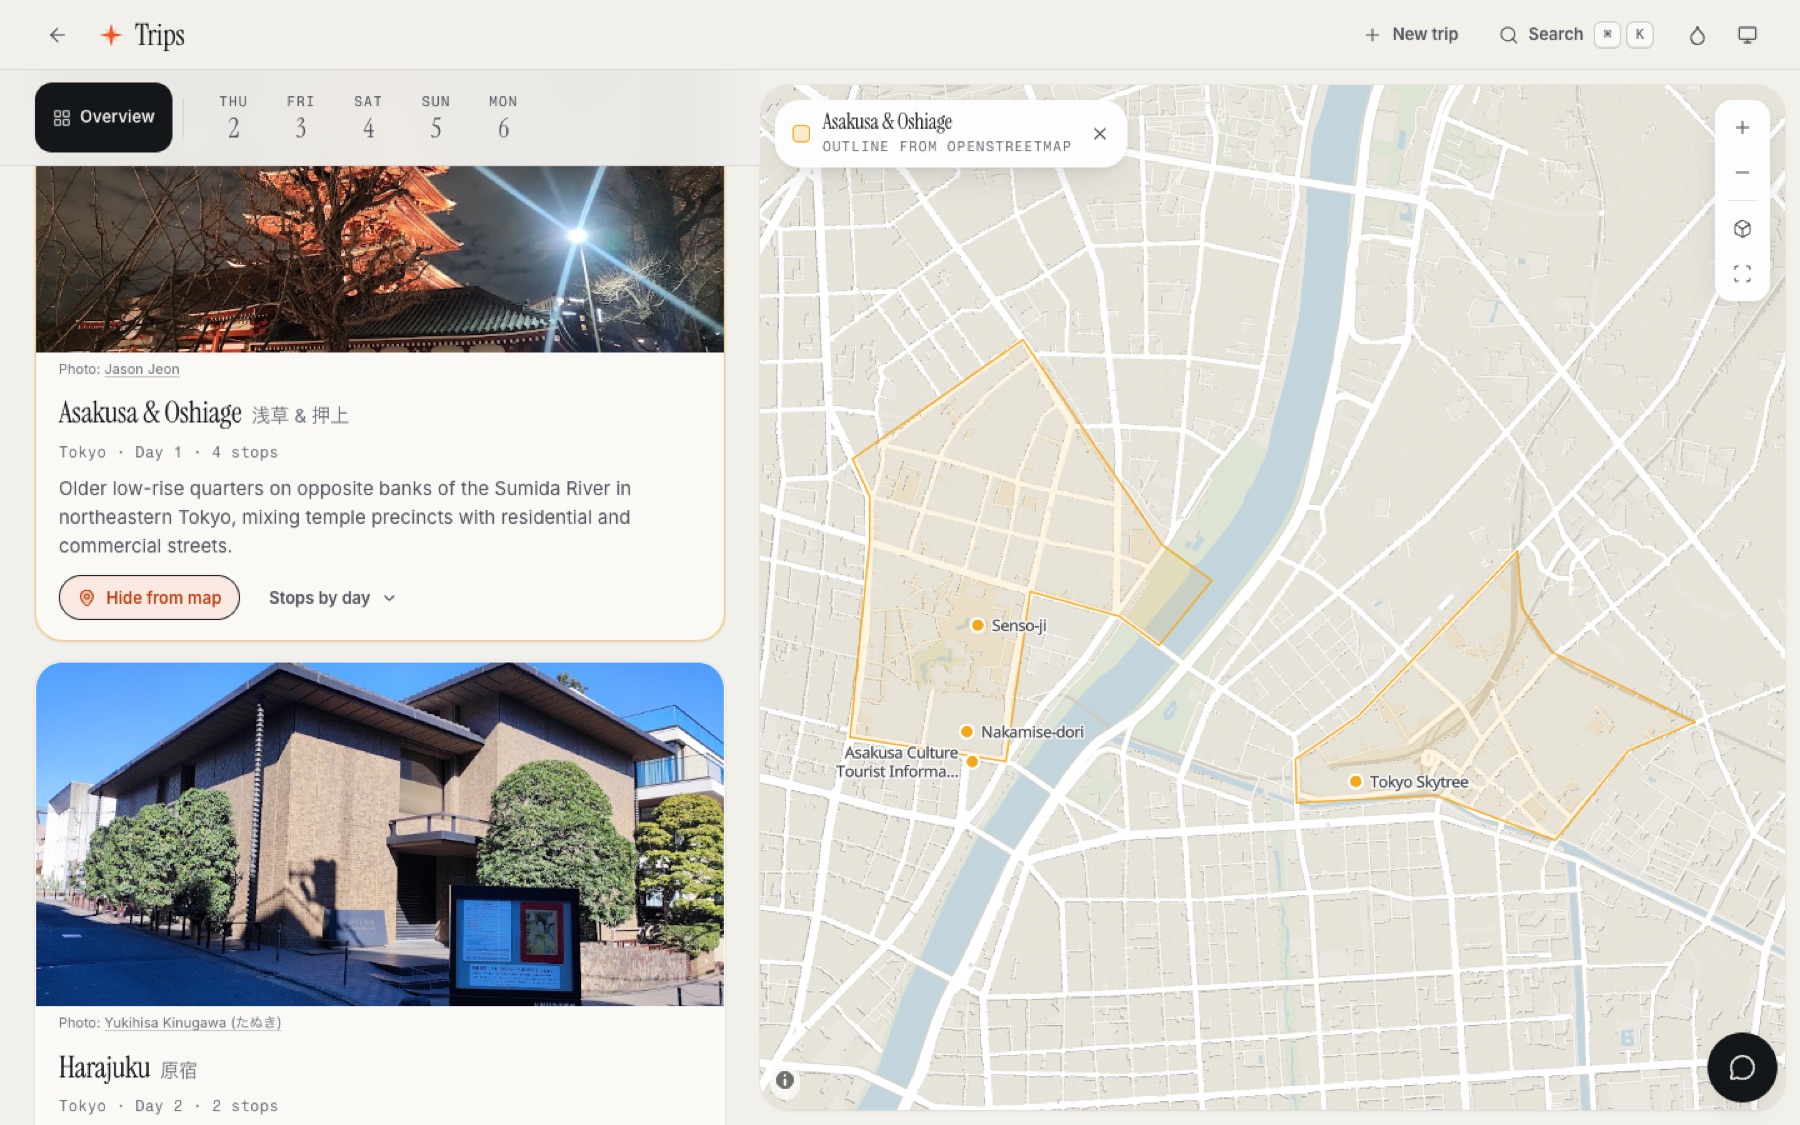 Trips
New trip
Search
⌘ K
Overview
THU FRI SAT SUN MON
2 3 4 5 6
Photo: Jason Jeon
Asakusa & Oshiage 浅草 & 押上
Tokyo · Day 1 · 4 stops
Older low-rise quarters on opposite banks of the Sumida River in
northeastern Tokyo, mixing temple precincts with residential and
commercial streets.
Hide from map
Stops by day
Photo: Yukihisa Kinugawa (たぬき)
Harajuku 原宿
Tokyo · Day 2 · 2 stops
Asakusa & Oshiage
OUTLINE FROM OPENSTREETMAP
Senso-ji
Nakamise-dori
Asakusa Culture
Tourist Informa...
Tokyo Skytree